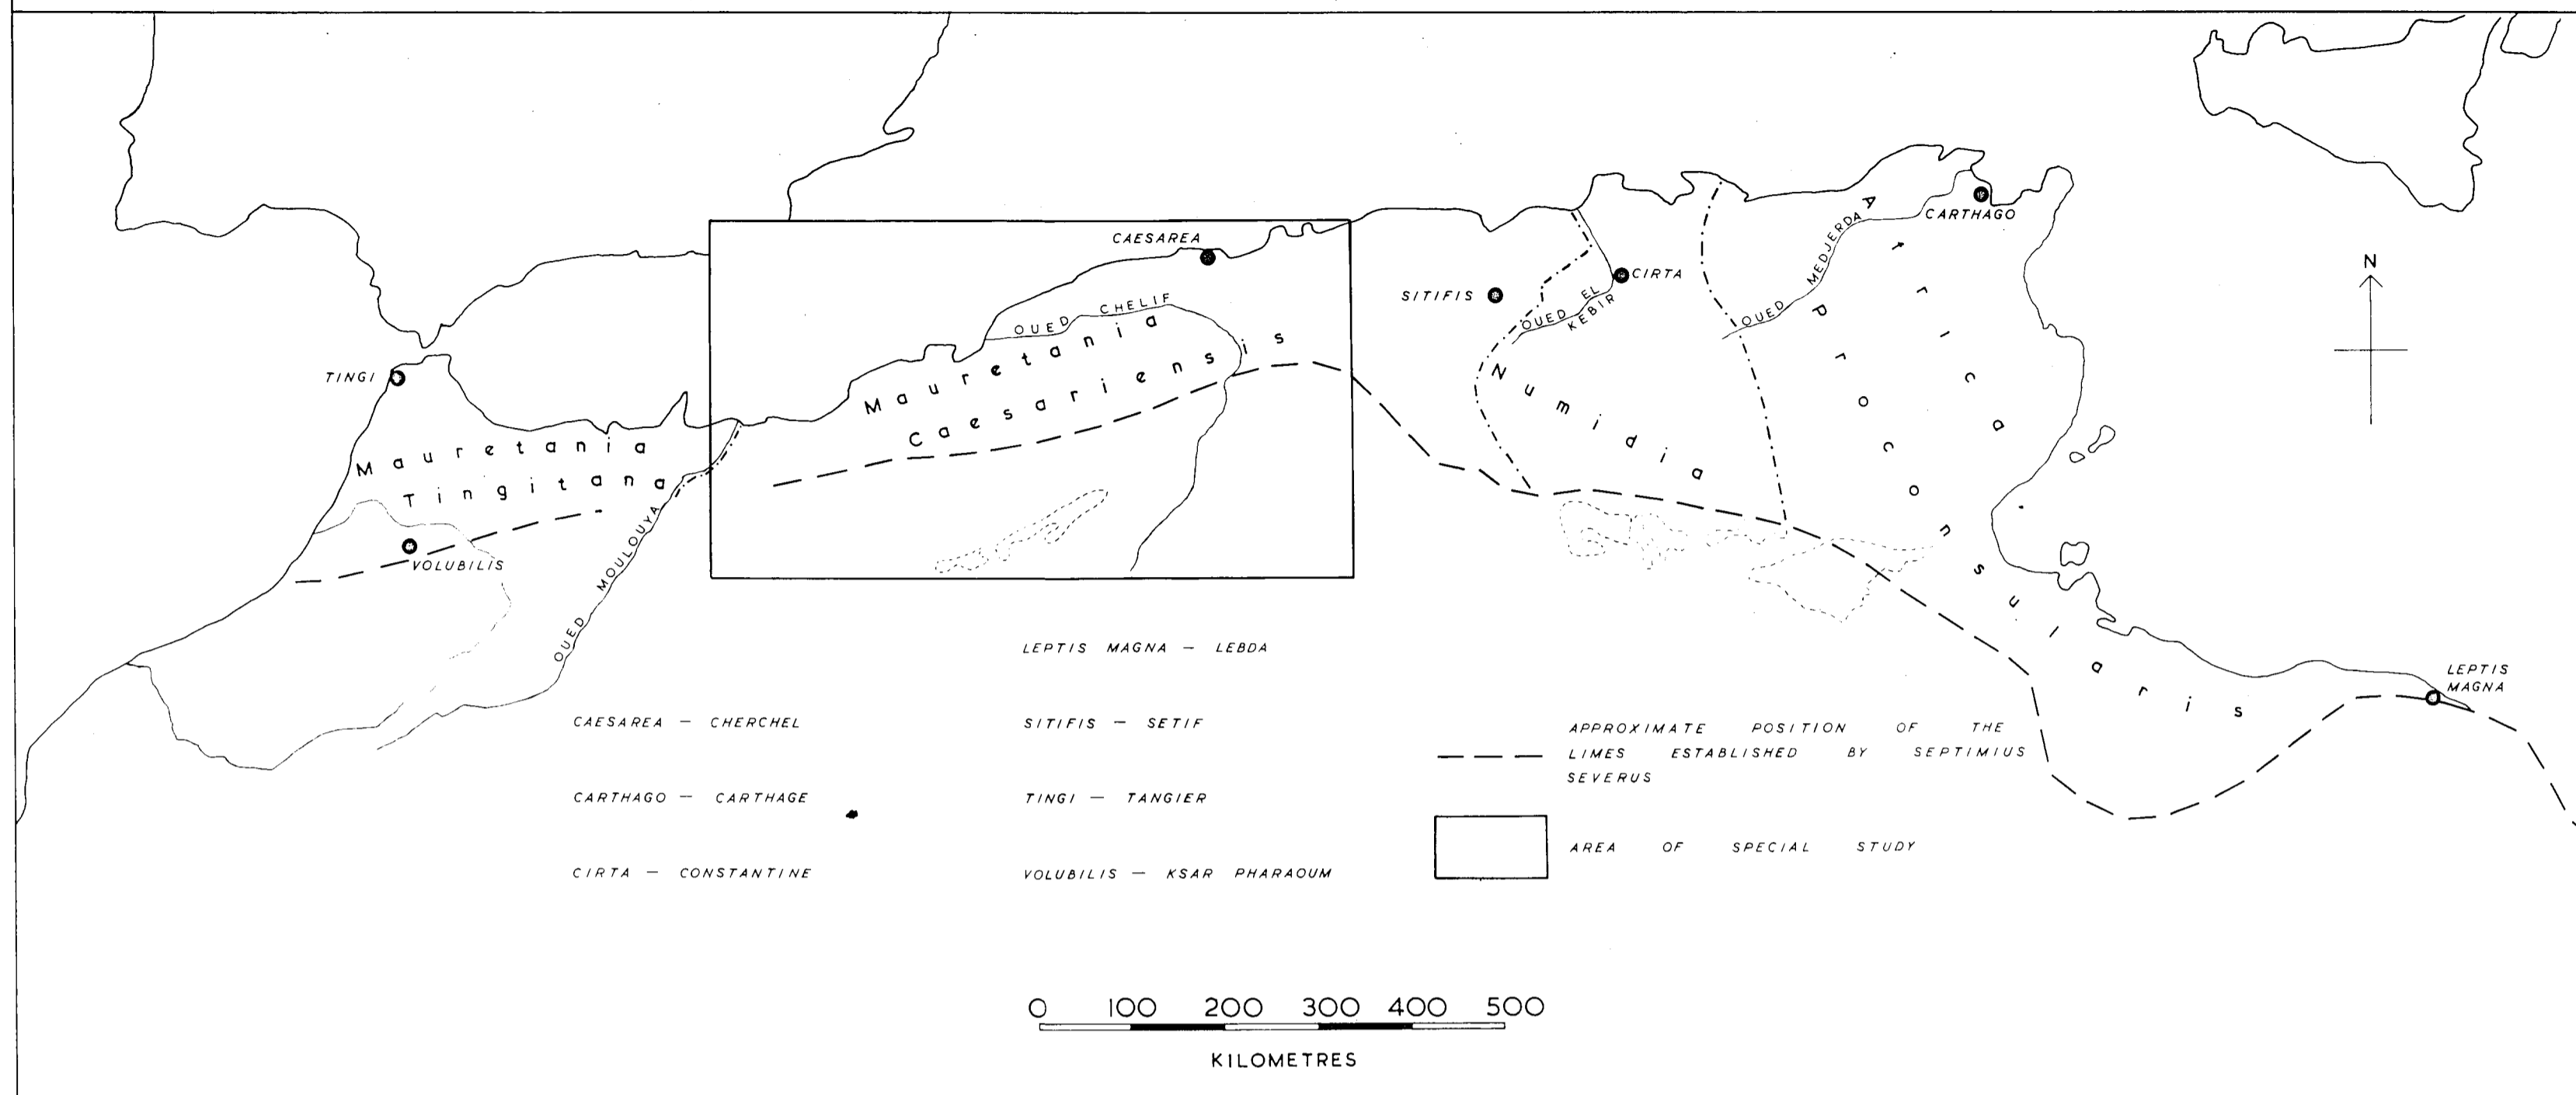 CAESAREA
CARTHAGO
N
CIRTA
SITIFIS
OUED CHELIF
OUED EL KEBIR
OUED MEDJERDA
TINGI
Mauretania
Caesariensis
Numidia
Africa
Proconsularis
Mauretania
Tingitana
VOLUBILIS
OUED MOULOUYA
LEPTIS
MAGNA
LEPTIS MAGNA — LEBDA
CAESAREA — CHERCHEL
SITIFIS — SETIF
CARTHAGO — CARTHAGE
TINGI — TANGIER
CIRTA — CONSTANTINE
VOLUBILIS — KSAR PHARAOUM
APPROXIMATE POSITION OF THE
LIMES ESTABLISHED BY SEPTIMIUS
SEVERUS
AREA OF SPECIAL STUDY
0 100 200 300 400 500
KILOMETRES